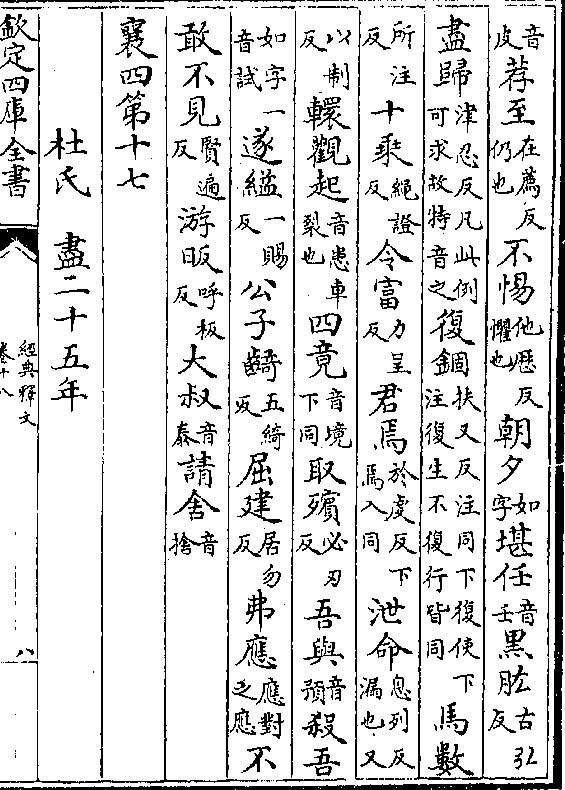 音虔荐至在薦反仍也不惕他歷反懼也朝夕如字堪任音壬黒肱古弘反
盡歸津忍反凡此例可求故特音之復錮扶又反注同下復使下注復生不復行皆同馬數
所注反十乘繩證反令富力呈反君焉於虔反下焉入同泄命息列反漏也又
以制反轘觀起音患車裂也四竟音境下同取殯必刃反吾與音預殺吾
如字一音試遂縊一賜反公子齮五綺反屈建居勿反弗應應對之應不
敢不見賢遍反游昄呼板反大叔音泰請舎音捨
襄四第十七
杜氏　盡二十五年
欽定四庫全書
經典釋文
卷十八
八